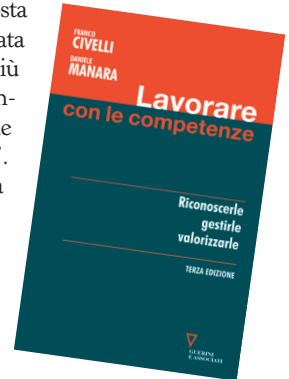 FRANCO
CIVELLI
DANIELE
MANARA
Lavorare
con le competenze
Riconoscerle
gestirle
valorizzarle
TERZA EDIZIONE
GUERINI
E ASSOCIATI